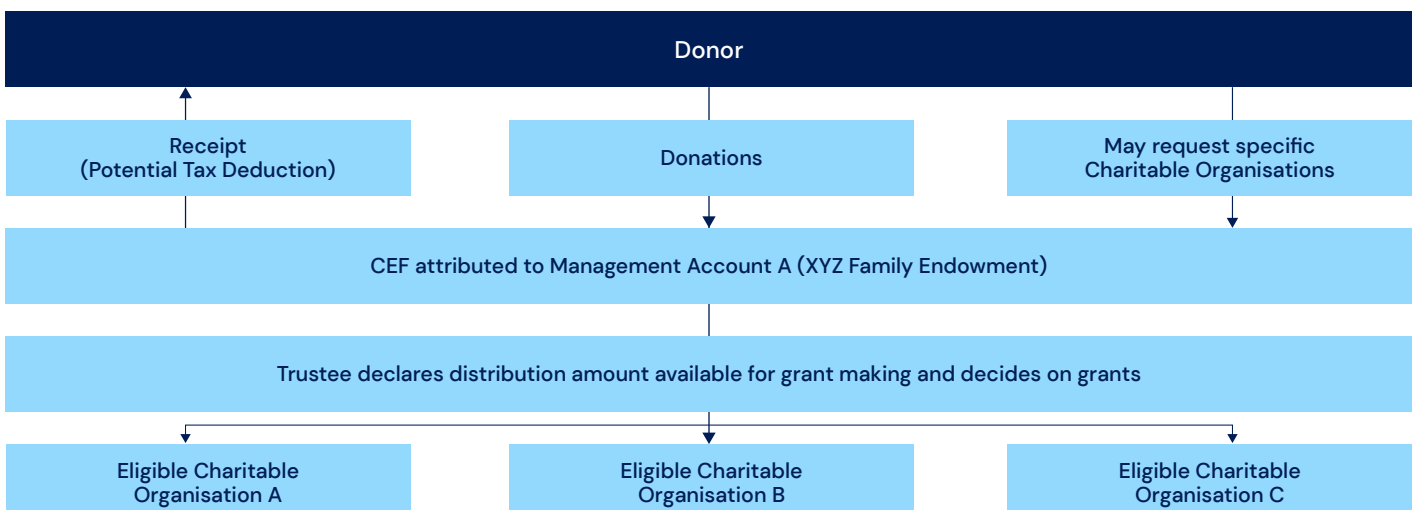 Donor
Receipt
(Potential Tax Deduction)
Donations
May request specific
Charitable Organisations
CEF attributed to Management Account A (XYZ Family Endowment)
Trustee declares distribution amount available for grant making and decides on grants
Eligible Charitable
Organisation A
Eligible Charitable
Organisation B
Eligible Charitable
Organisation C